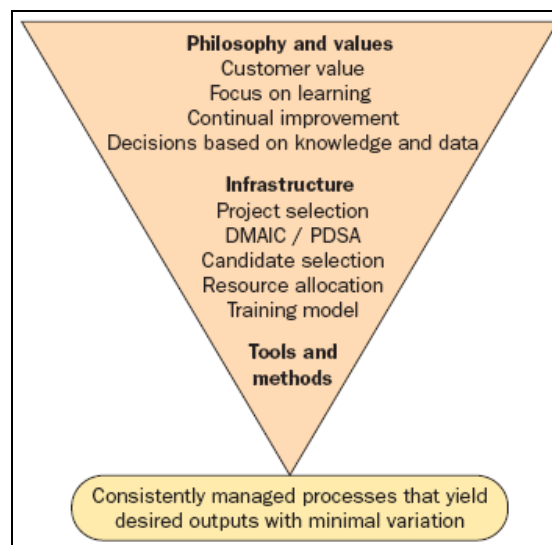 Philosophy and values
Customer value
Focus on learning
Continual improvement
Decisions based on knowledge and data
Infrastructure
Project selection
DMAIC / PDSA
Candidate selection
Resource allocation
Training model
Tools and
methods
Consistently managed processes that yield
desired outputs with minimal variation